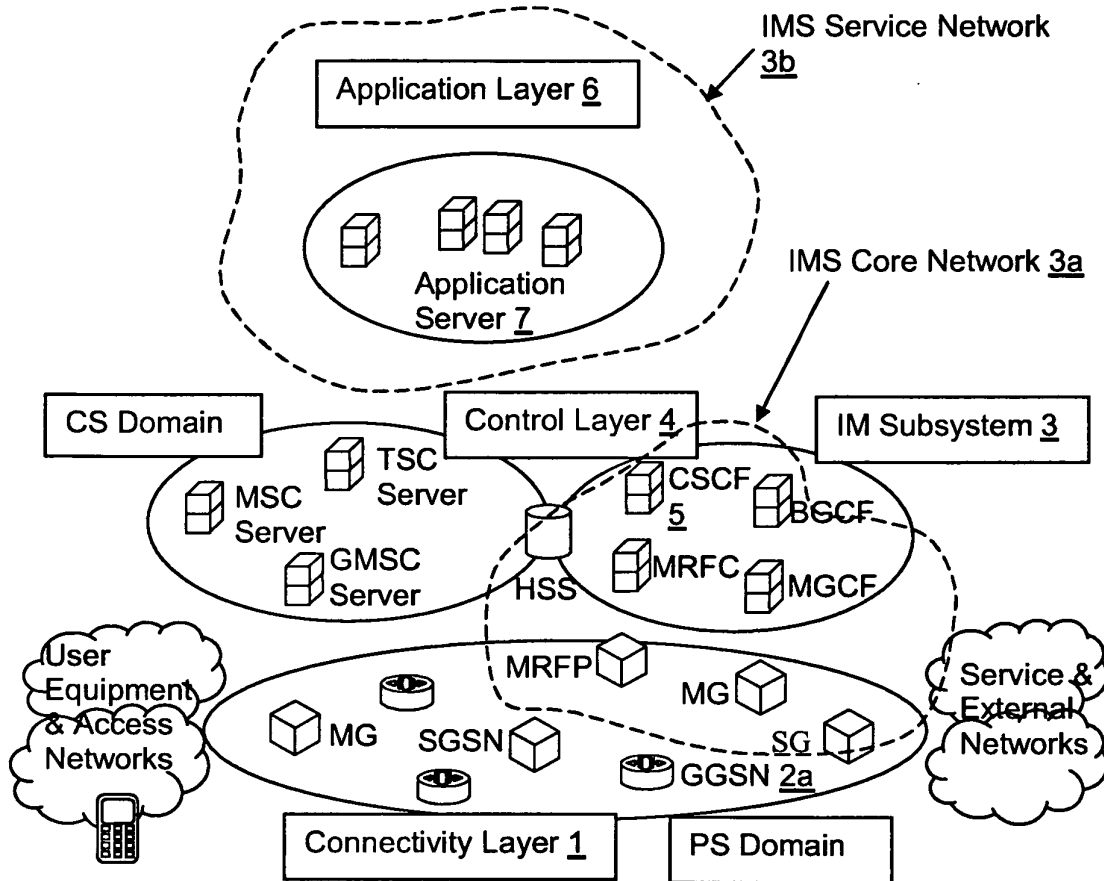 IMS Service Network
3b
Application Layer 6
IMS Core Network 3a
Application
Server 7
CS Domain
Control Layer 4
IM Subsystem 3
TSC
Server
MSC
Server
GMSC
Server
HSS
CSCF
5
BGCF
MRFC
MGCF
User
Equipment
& Access
Networks
MRFP
MG
MG
SGSN
SG
GGSN 2a
Service &
External
Networks
Connectivity Layer 1
PS Domain